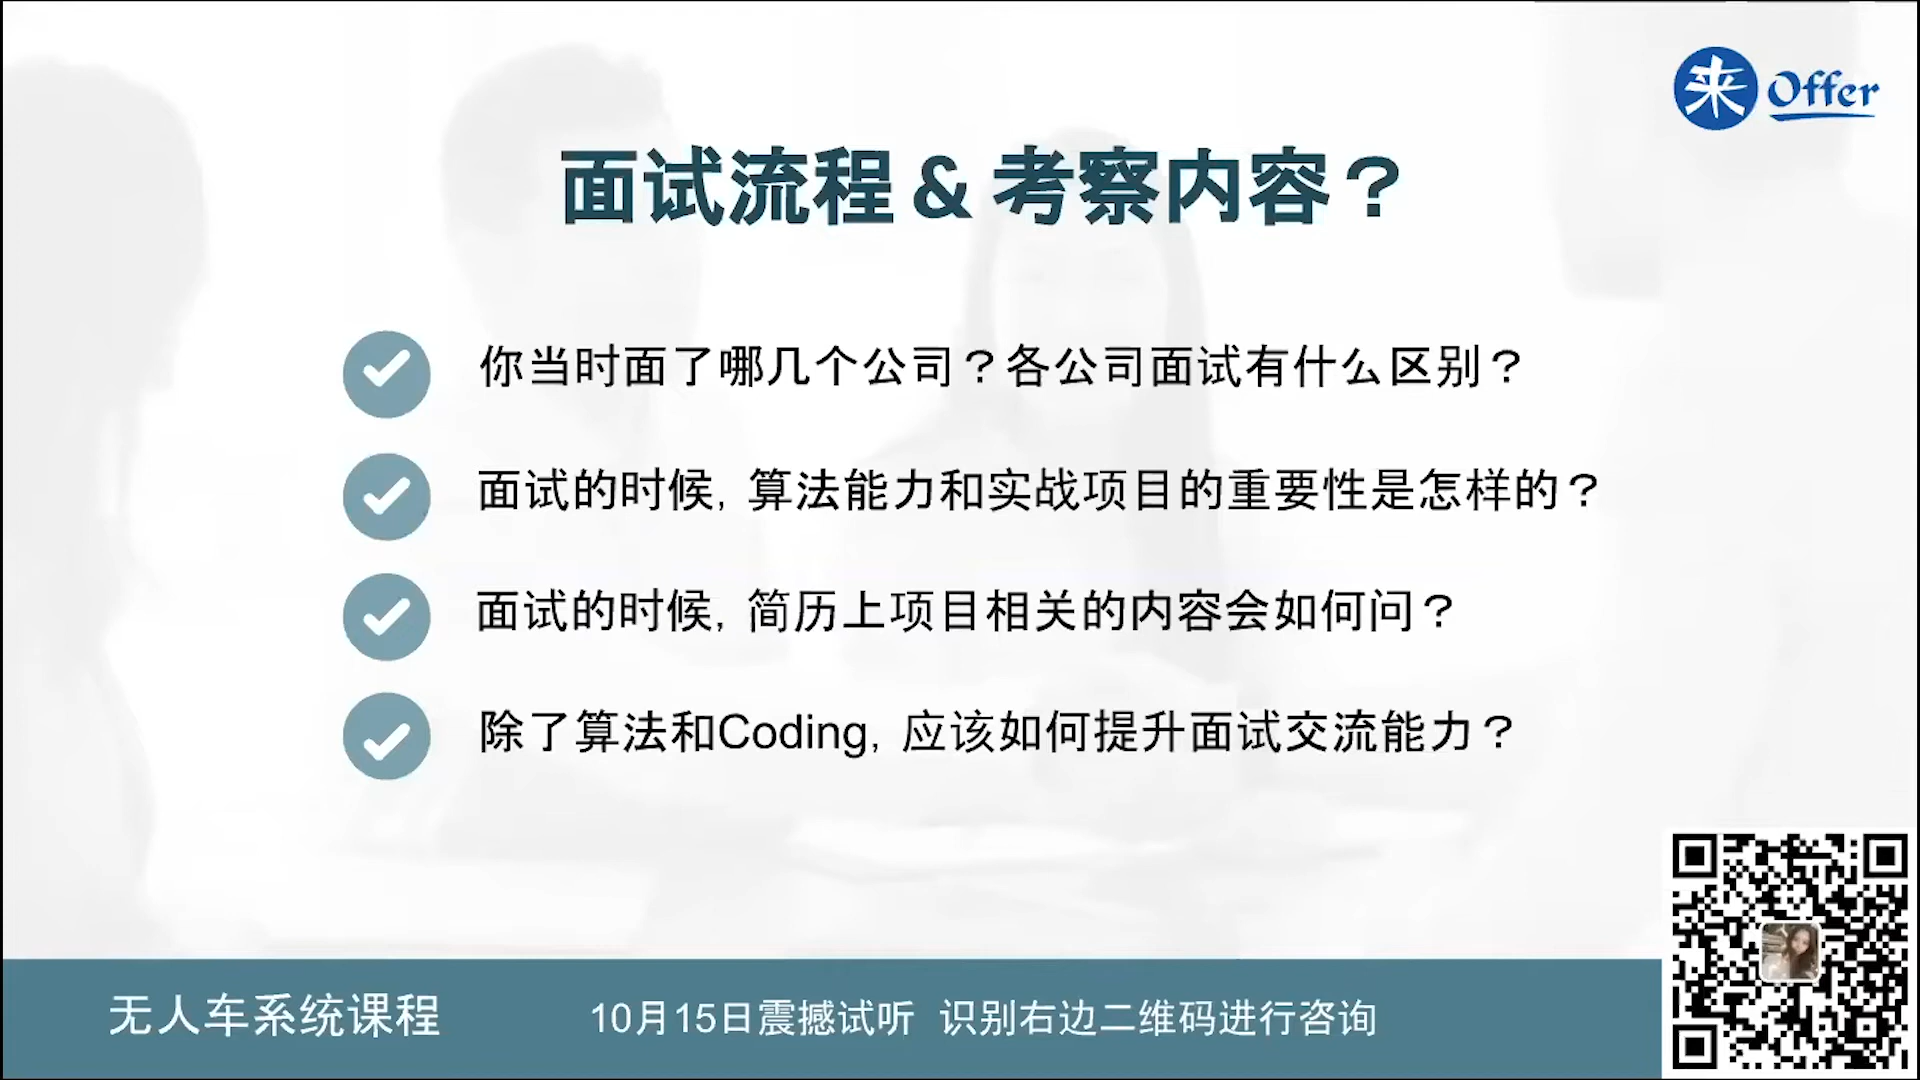 来Offer
面试流程 & 考察内容？
你当时面了哪几个公司？各公司面试有什么区别？
面试的时候, 算法能力和实战项目的重要性是怎样的？
面试的时候, 简历上项目相关的内容会如何问？
除了算法和Coding, 应该如何提升面试交流能力？
无人车系统课程
10月15日震撼试听 识别右边二维码进行咨询